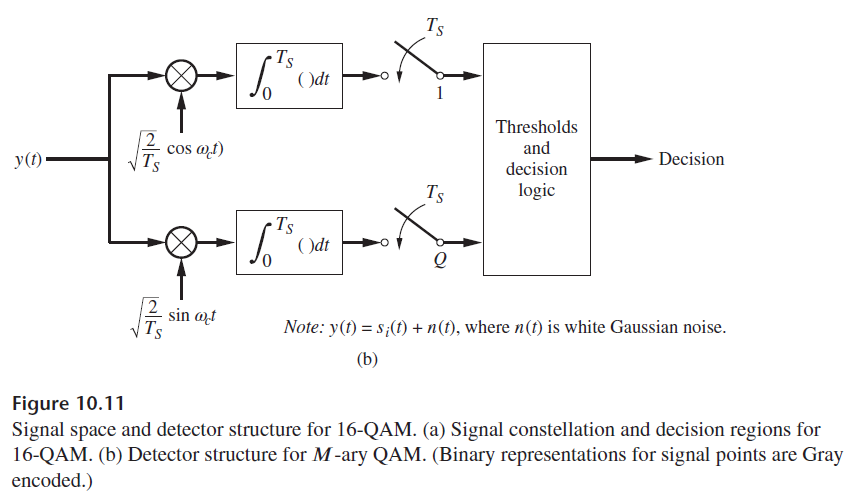 T_S
∫_0^{T_S} ( )dt
1
√(2/T_S) cos ω_c t)
y(t)
Thresholds
and
decision
logic
Decision
T_S
∫_0^{T_S} ( )dt
Q
√(2/T_S) sin ω_c t
Note: y(t) = s_i(t) + n(t), where n(t) is white Gaussian noise.
(b)
Figure 10.11
Signal space and detector structure for 16-QAM. (a) Signal constellation and decision regions for
16-QAM. (b) Detector structure for M-ary QAM. (Binary representations for signal points are Gray
encoded.)